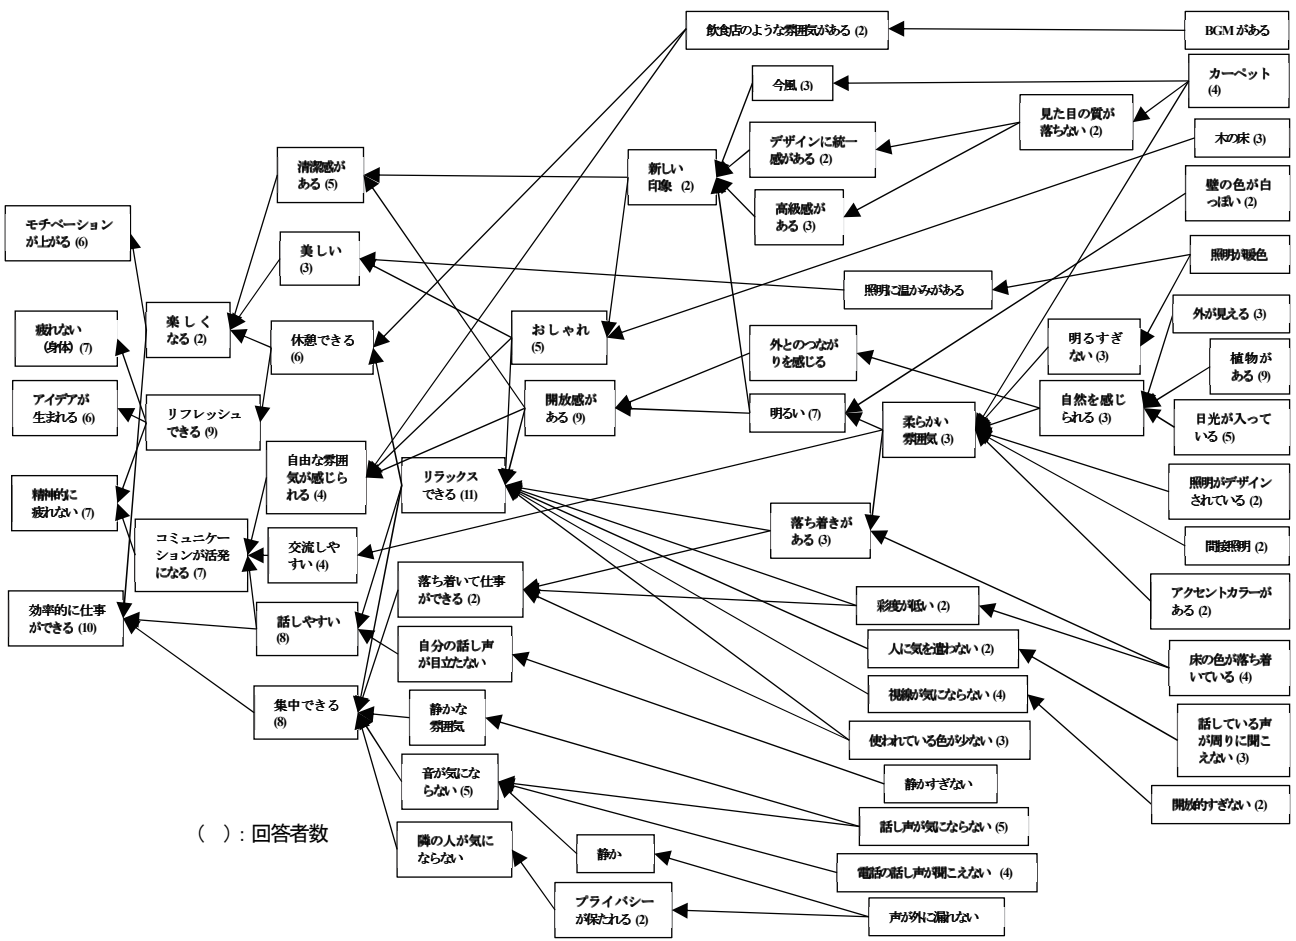 飲食店のような雰囲気がある (2)
BGMがある
今風 (3)
カーペット
(4)
見た目の質が
落ちない (2)
デザインに統一
感がある (2)
木の床 (3)
清潔感が
ある (5)
新しい
印象 (2)
高級感が
ある (3)
壁の色が白
っぽい (2)
モチベーション
が上がる (6)
美しい
(3)
照明に温かみがある
照明が暖色
疲れない
(身体) (7)
楽しく
なる (2)
休憩できる
(6)
おしゃれ
(5)
外とのつなが
りを感じる
明るすぎ
ない (3)
外が見える (3)
植物が
ある (9)
アイデアが
生まれる (6)
リフレッシュ
できる (9)
開放感が
ある (9)
明るい (7)
柔らかい
雰囲気 (3)
自然を感じ
られる (3)
日光が入って
いる (5)
精神的に
疲れない (7)
自由な雰囲
気が感じら
れる (4)
リラックス
できる (11)
照明がデザイン
されている (2)
コミュニケー
ションが活発
になる (7)
交流しや
すい (4)
落ち着きが
ある (3)
間接照明 (2)
効率的に仕事
ができる (10)
話しやすい
(8)
落ち着いて仕事
ができる (2)
彩度が低い (2)
アクセントカラーが
ある (2)
自分の話し声
が目立たない
人に気を遣わない (2)
床の色が落ち着
いている (4)
集中できる
(8)
静かな
雰囲気
視線が気にならない (4)
使われている色が少ない (3)
話している声
が周りに聞こ
えない (3)
音が気にな
らない (5)
静かすぎない
開放的すぎない (2)
( ) : 回答者数
隣の人が気に
ならない
静か
話し声が気にならない (5)
電話の話し声が聞こえない (4)
プライバシー
が保たれる (2)
声が外に漏れない